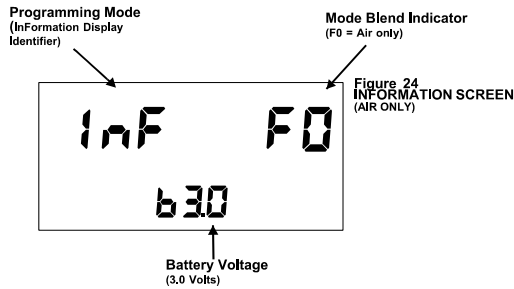 Programming Mode
(InFormation Display
Identifier)
Mode Blend Indicator
(F0 = Air only)
Figure 24
INFORMATION SCREEN
(AIR ONLY)
InF F0
b 3.0
Battery Voltage
(3.0 Volts)